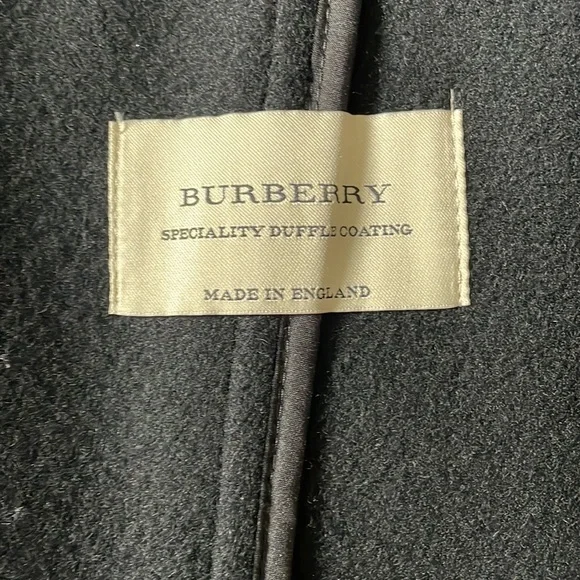 BURBERRY
SPECIALITY DUFFLE COATING
MADE IN ENGLAND